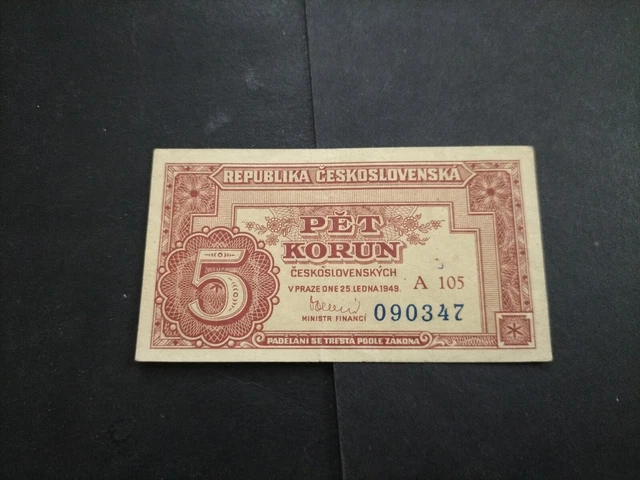 REPUBLIKA ČESKOSLOVENSKÁ
PĚT
KORUN
5
ČESKOSLOVENSKÝCH
V PRAZE DNE 25. LEDNA 1949.
A 105
MINISTR FINANCÍ
090347
PADĚLÁNÍ SE TRESTÁ PODLE ZÁKONA